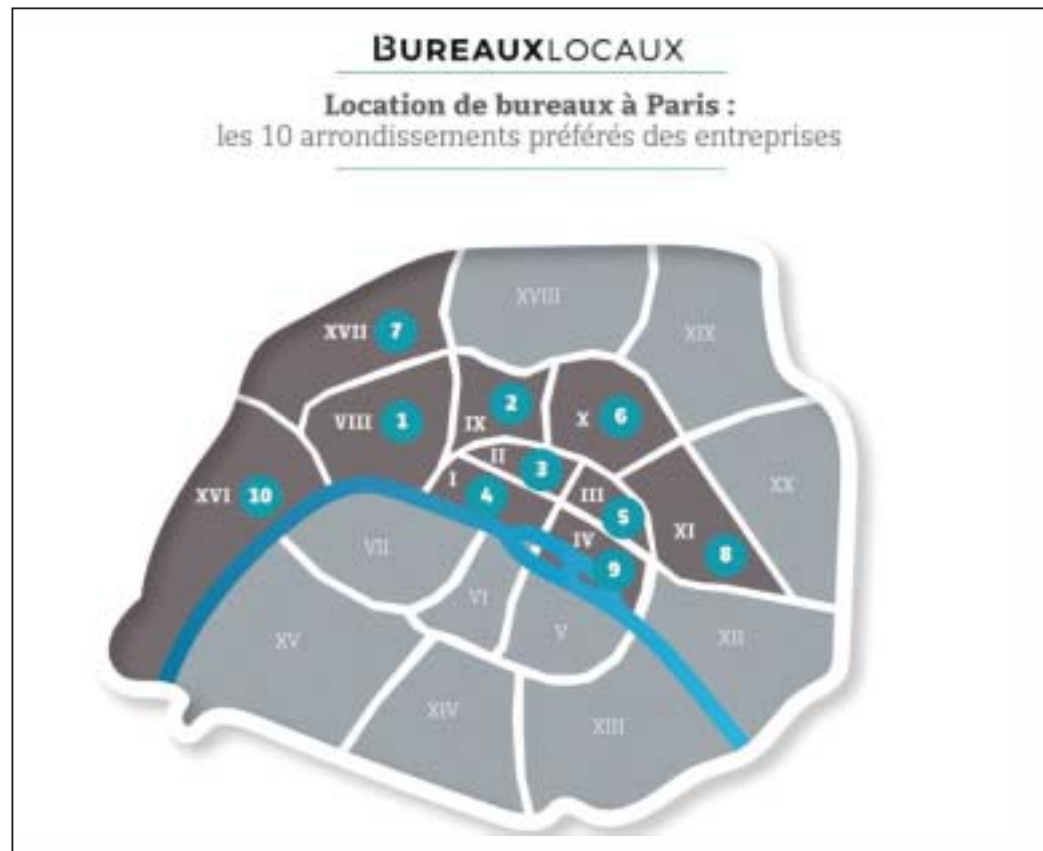 BUREAUXLOCAUX
Location de bureaux à Paris :
les 10 arrondissements préférés des entreprises
XVIII
XVII 7
XIX
IX 2
X 6
VIII 1
II 3
I 4
III 5
XVI 10
XX
XI 8
IV 9
VII
VI
V
XV
XII
XIV
XIII